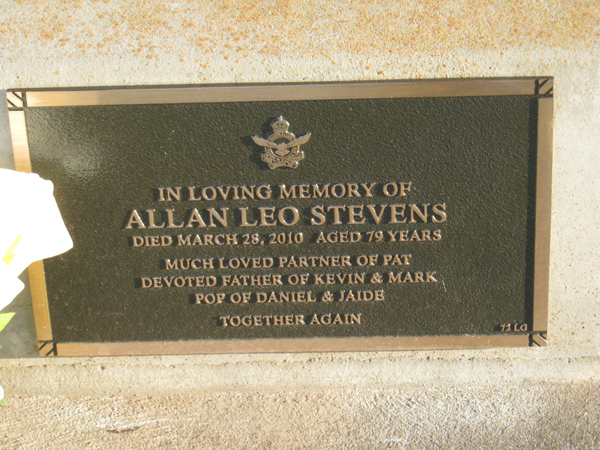 IN LOVING MEMORY OF
ALLAN LEO STEVENS
DIED MARCH 28, 2010 AGED 79 YEARS
MUCH LOVED PARTNER OF PAT
DEVOTED FATHER OF KEVIN & MARK
POP OF DANIEL & JAIDE
TOGETHER AGAIN